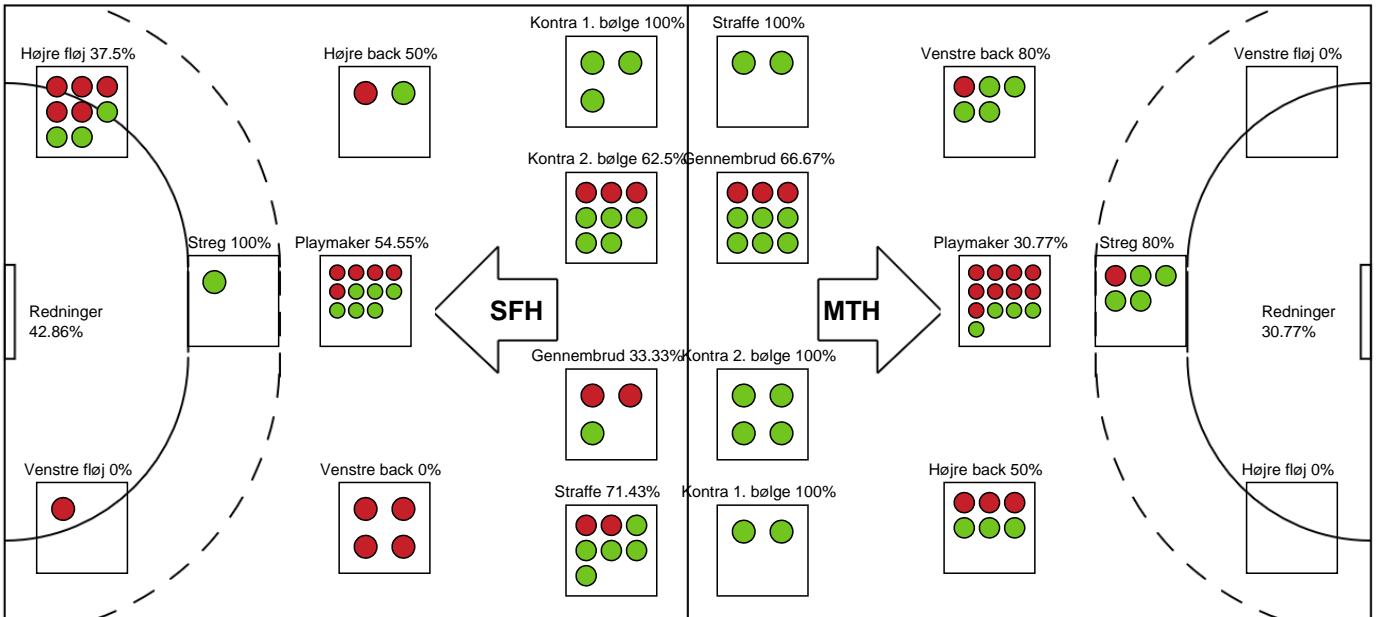 Kontra 1. bølge 100%
Straffe 100%
Højre fløj 37.5%
Højre back 50%
Venstre back 80%
Venstre fløj 0%
Kontra 2. bølge 62.5%
Gennembrud 66.67%
Streg 100%
Playmaker 54.55%
Playmaker 30.77%
Streg 80%
Redninger
42.86%
SFH
MTH
Redninger
30.77%
Gennembrud 33.33%
Kontra 2. bølge 100%
Venstre fløj 0%
Venstre back 0%
Højre back 50%
Højre fløj 0%
Straffe 71.43%
Kontra 1. bølge 100%